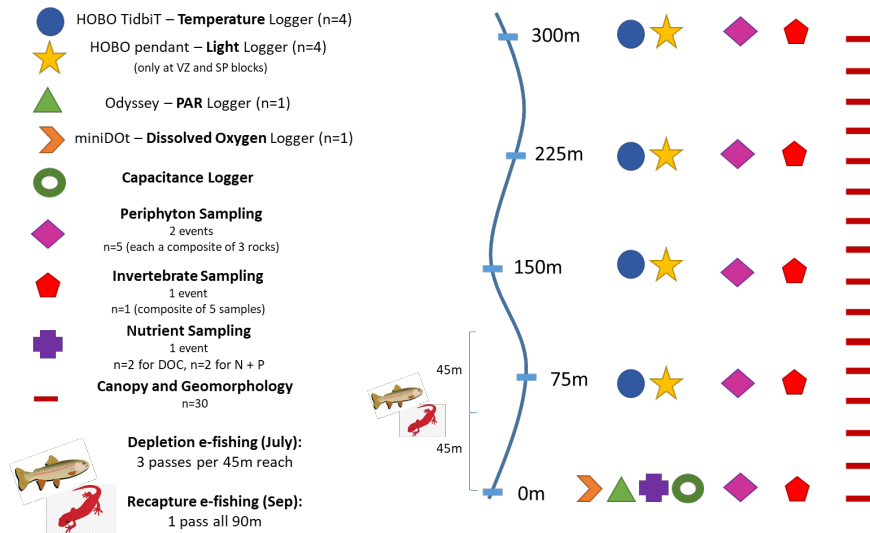 HOBO TidbiT – Temperature Logger (n=4)
HOBO pendant – Light Logger (n=4)
(only at VZ and SP blocks)
Odyssey – PAR Logger (n=1)
miniDOt – Dissolved Oxygen Logger (n=1)
Capacitance Logger
Periphyton Sampling
2 events
n=5 (each a composite of 3 rocks)
Invertebrate Sampling
1 event
n=1 (composite of 5 samples)
Nutrient Sampling
1 event
n=2 for DOC, n=2 for N + P
Canopy and Geomorphology
n=30
Depletion e-fishing (July):
3 passes per 45m reach
Recapture e-fishing (Sep):
1 pass all 90m
300m
225m
150m
75m
0m
45m
45m